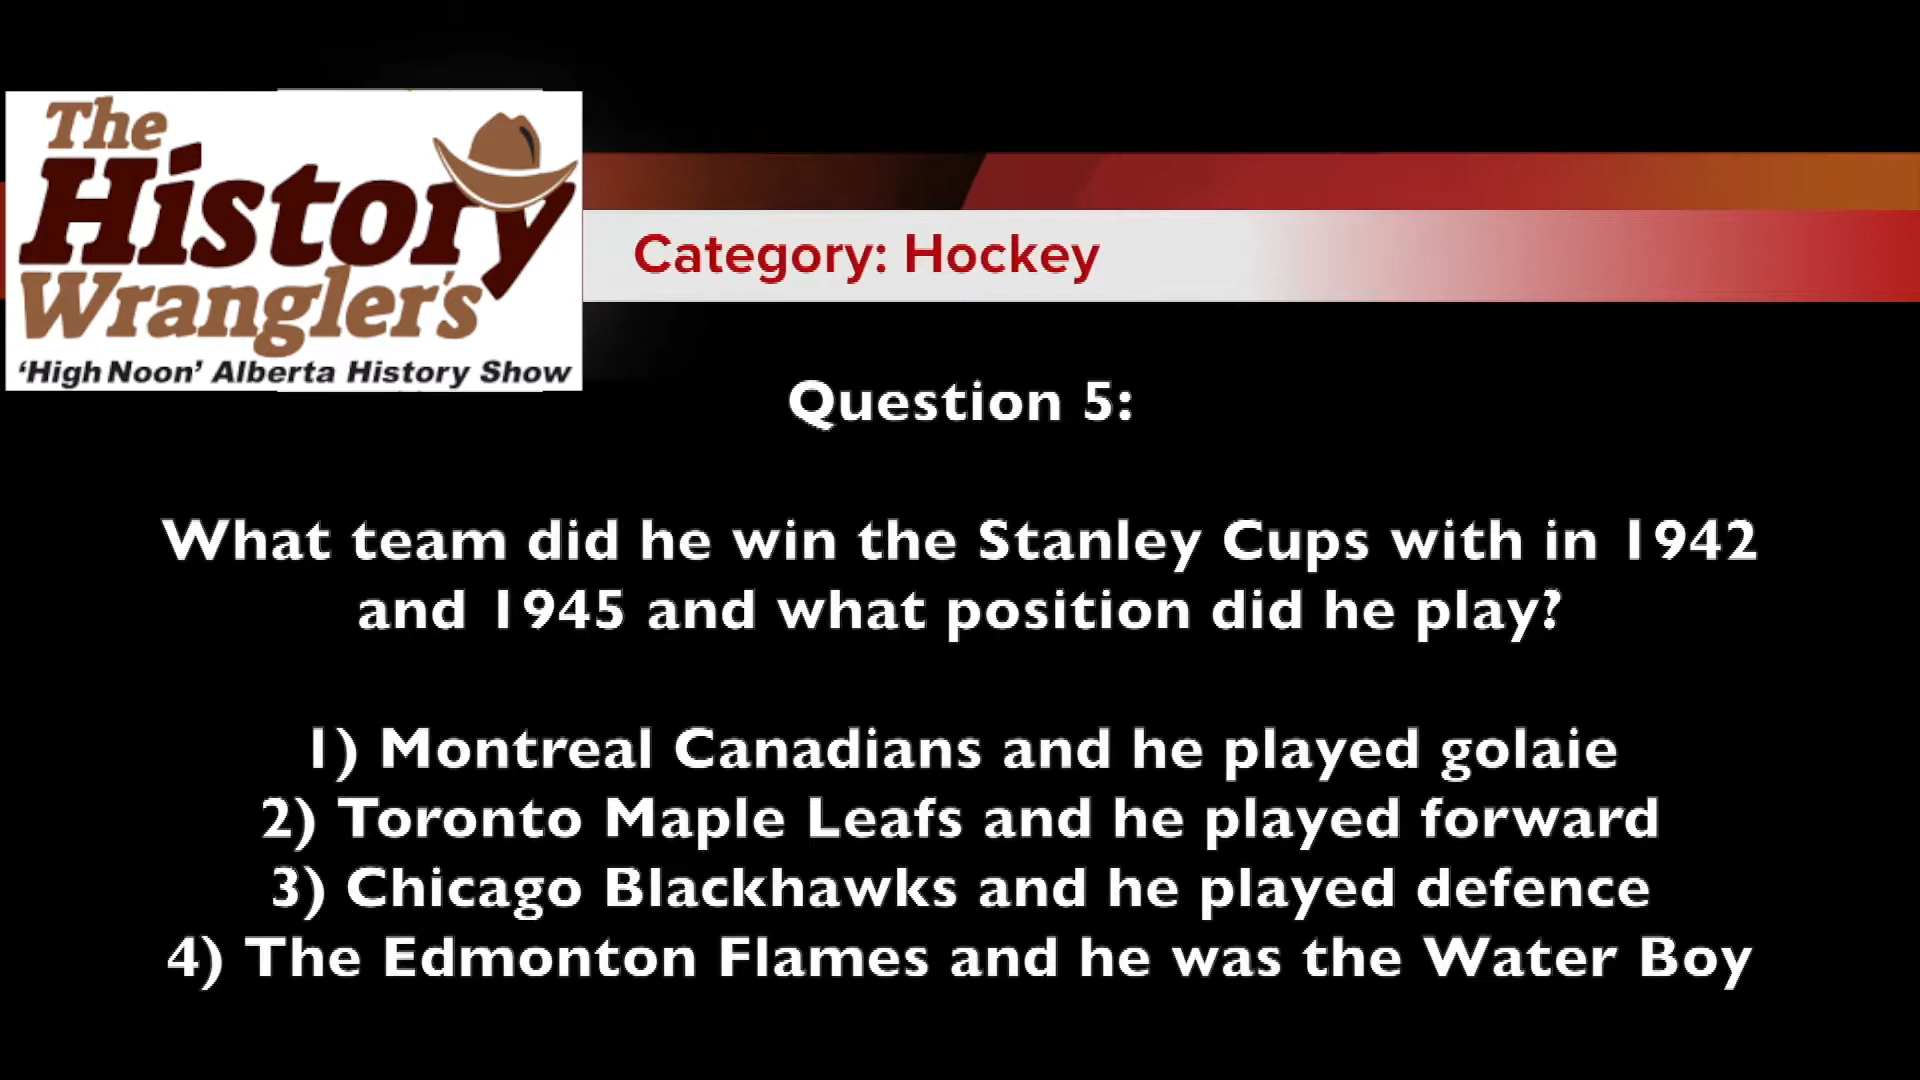 The
History
Wrangler's
'High Noon' Alberta History Show
Category: Hockey
Question 5:
What team did he win the Stanley Cups with in 1942
and 1945 and what position did he play?
1) Montreal Canadians and he played golaie
2) Toronto Maple Leafs and he played forward
3) Chicago Blackhawks and he played defence
4) The Edmonton Flames and he was the Water Boy